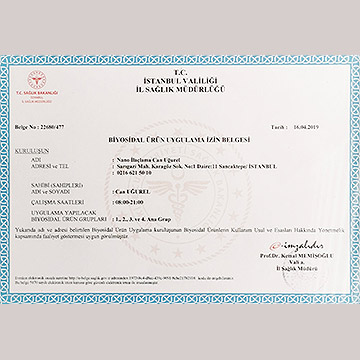 T.C.
İSTANBUL VALİLİĞİ
İL SAĞLIK MÜDÜRLÜĞÜ
T.C. SAĞLIK BAKANLIĞI
İSTANBUL
İL SAĞLIK MÜDÜRLÜĞÜ
Belge No : 22680/477
Tarih : 16.04.2019
BİYOSİDAL ÜRÜN UYGULAMA İZİN BELGESİ
KURULUŞUN
ADI : Nano İlaçlama Can Uğurel
ADRESI ve TEL : Sarıgazi Mah. Karagöz Sok. No:1 Daire:11 Sancaktepe/ İSTANBUL
: 0216 621 50 10
SAHİBİ (SAHİPLERİ)
ADI ve SOYADI : Can UĞUREL
ÇALIŞMA SAATLERİ : 08:00-21:00
UYGULAMA YAPILACAK
BİYOSİDAL ÜRÜN GRUPLARI : 1., 2., 3. ve 4. Ana Grup
Yukarıda adı ve adresi belirtilen Biyosidal Ürün Uygulama kuruluşunun Biyosidal Ürünlerin Kullanım Usul ve Esasları Hakkında Yönetmelik
kapsamında faaliyet göstermesi uygun görülmüştür.
e-imzalıdır
Prof.Dr. Kemal MEMİŞOĞLU
Vali a.
İl Sağlık Müdürü